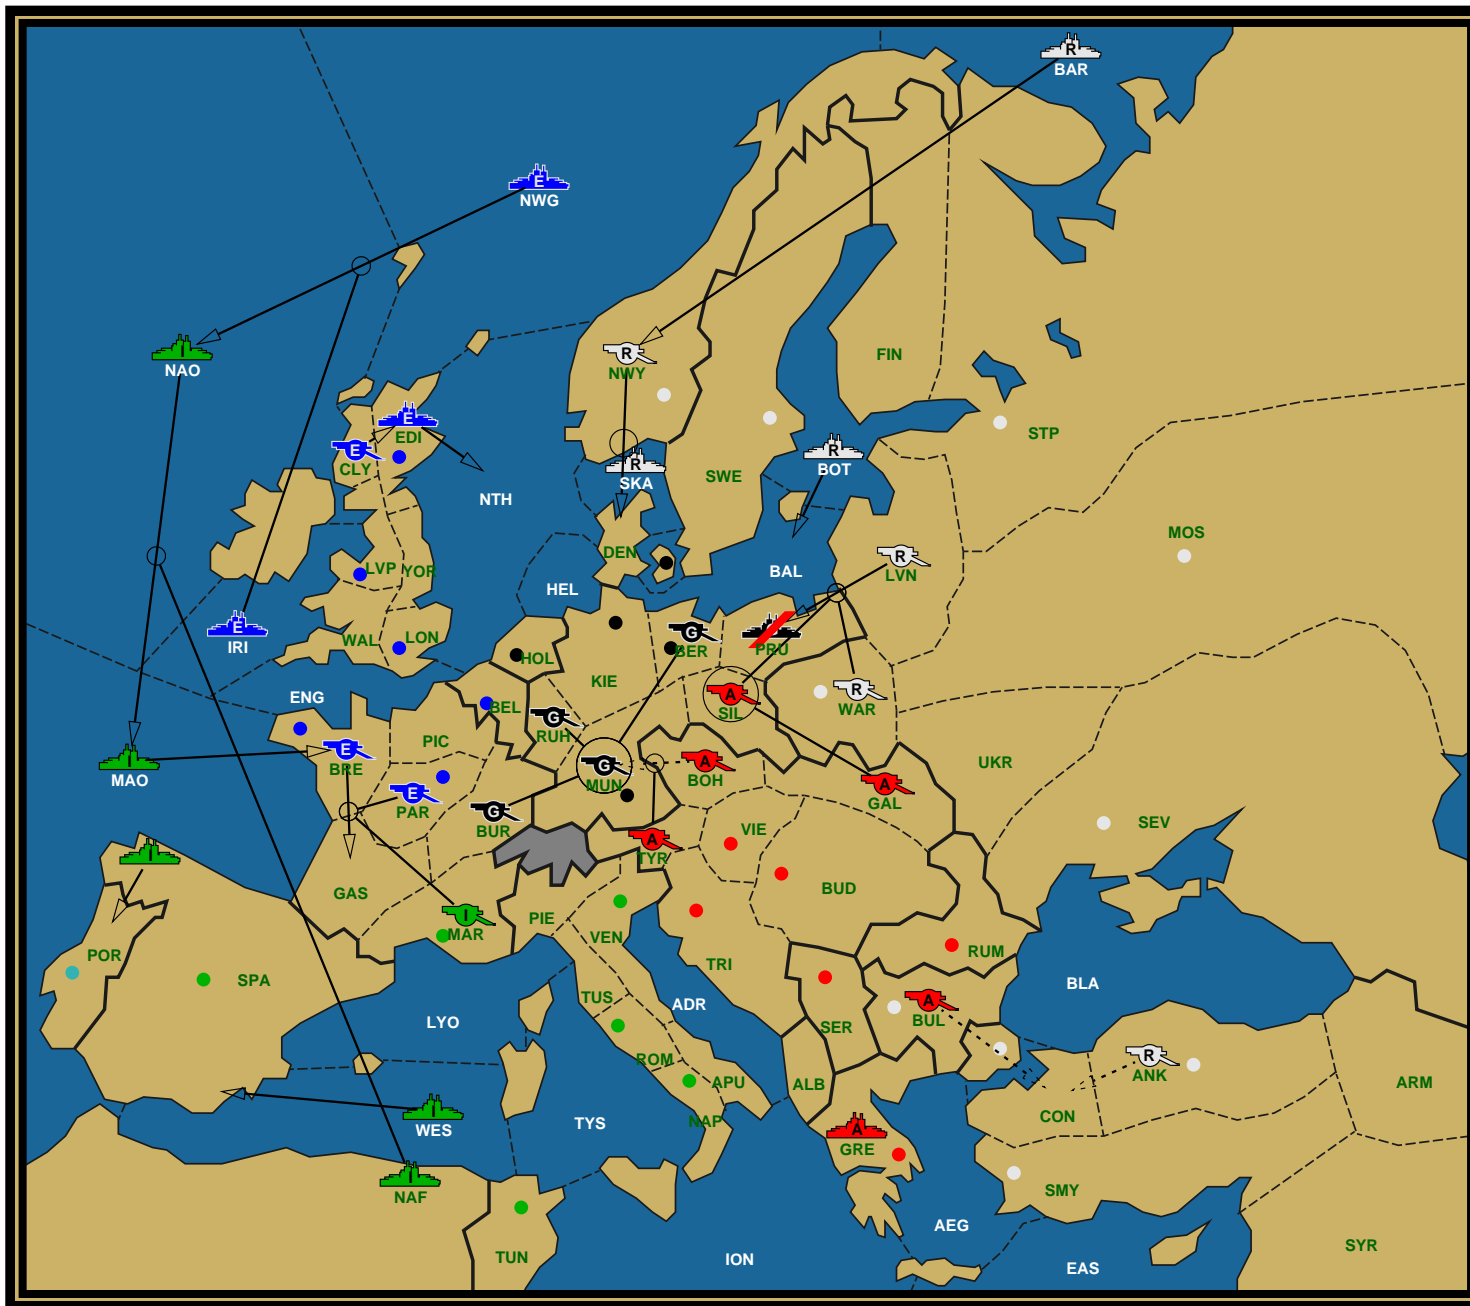 R
BAR
E
NWG
I
NAO
R
NWY
FIN
E
EDI
E
CLY
R
SKA
R
BOT
SWE
STP
NTH
MOS
DEN
R
LVN
BAL
LVP
YOR
HEL
E
IRI
WAL
LON
G
BER
PRU
HOL
KIE
ENG
BEL
A
SIL
R
WAR
G
RUH
PIC
E
BRE
I
MAO
G
MUN
A
BOH
UKR
E
PAR
A
GAL
G
BUR
SEV
VIE
A
TYR
I
GAS
BUD
I
MAR
PIE
VEN
POR
SPA
TRI
RUM
BLA
TUS
ADR
A
BUL
LYO
SER
ROM
APU
ALB
R
ANK
ARM
I
WES
TYS
NAP
CON
A
GRE
I
NAF
SMY
AEG
TUN
ION
EAS
SYR